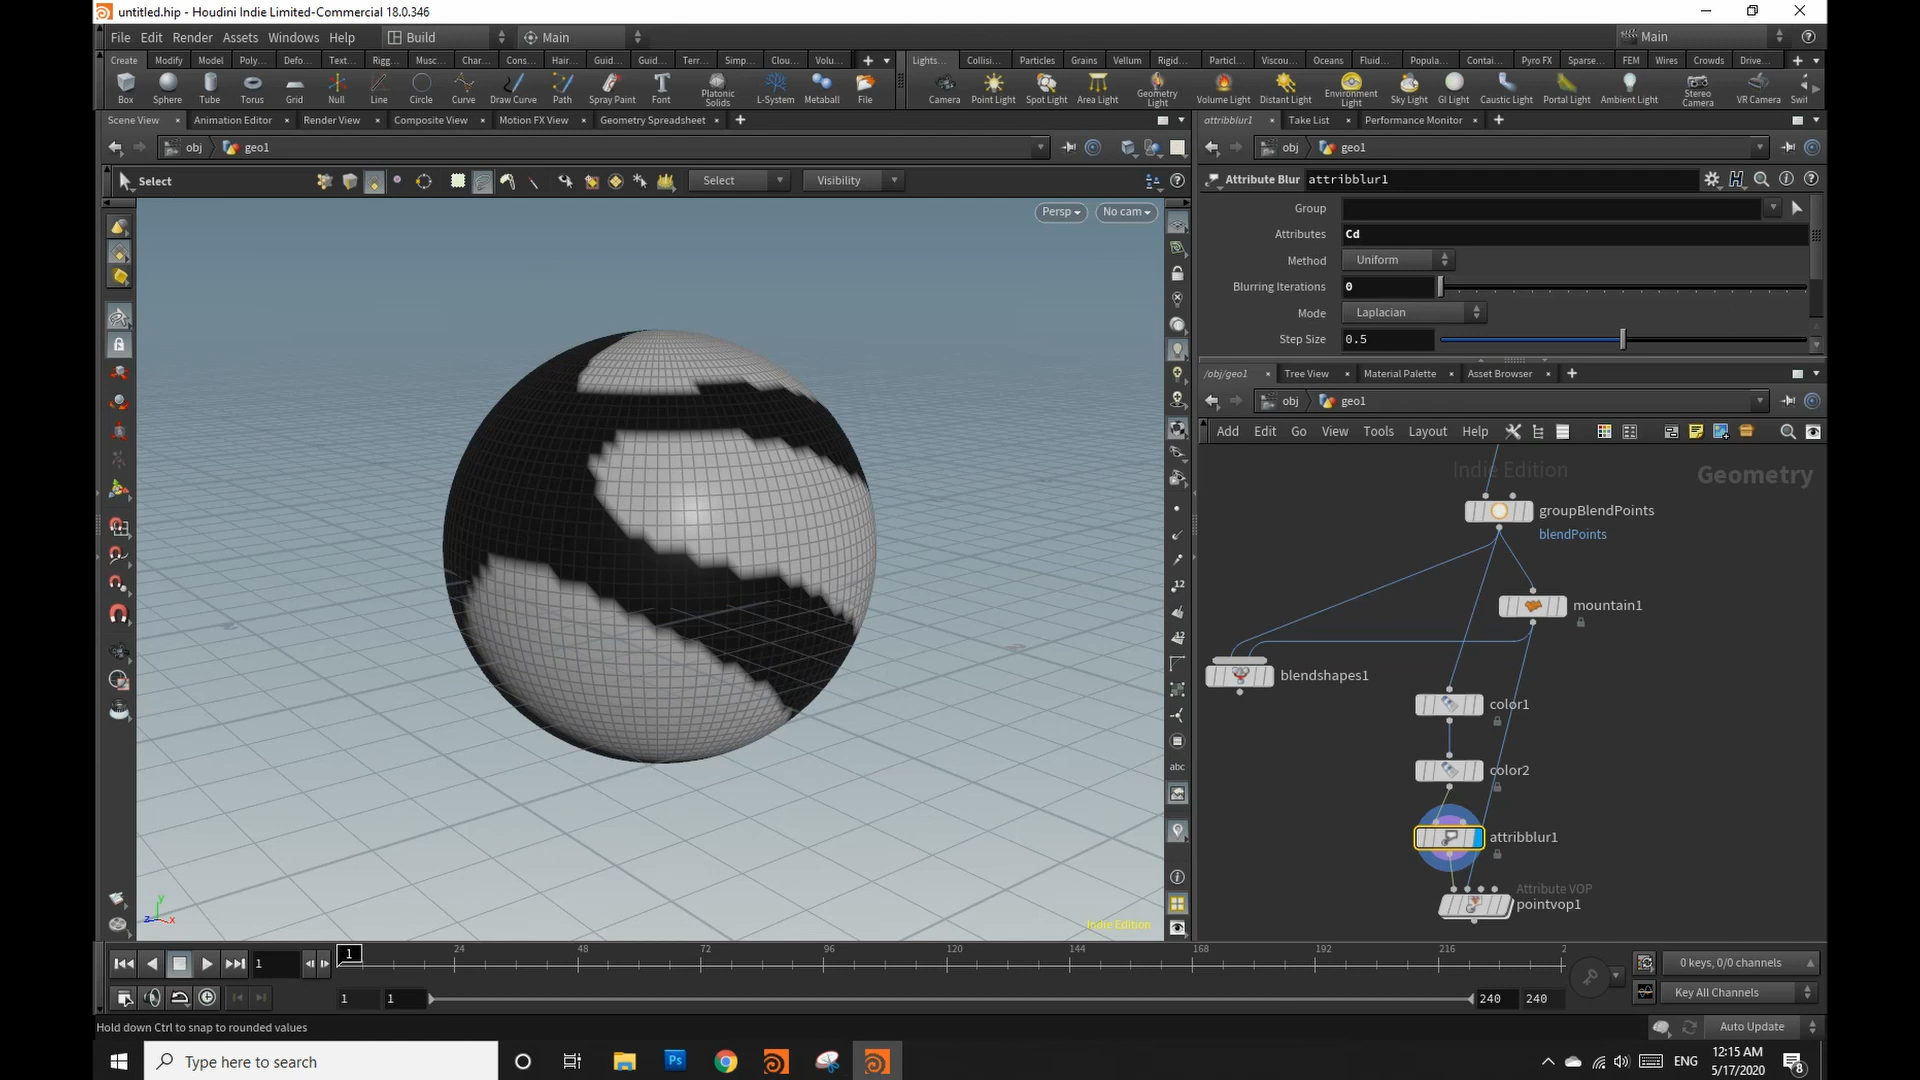 untitled.hip - Houdini Indie Limited-Commercial 18.0.346
File Edit Render Assets Windows Help Build Main Main
Create Modify Model Poly... Defo... Text... Rigg... Musc... Char... Cons... Hair... Guid... Guid... Terr... Simp... Clou... Volu... Lights... Collisi... Particles Grains Vellum Rigid... Particl... Viscou... Oceans Fluid... Popula... Contai... Pyro FX Sparse... FEM Wires Crowds Drive...
Box Sphere Tube Torus Grid Null Line Circle Curve Draw Curve Path Spray Paint Font Platonic Solids L-System Metaball File Camera Point Light Spot Light Area Light Geometry Light Volume Light Distant Light Environment Light Sky Light GI Light Caustic Light Portal Light Ambient Light Stereo Camera VR Camera Swit
Scene View Animation Editor Render View Composite View Motion FX View Geometry Spreadsheet
attribblur1 Take List Performance Monitor
obj geo1
obj geo1
Select Select Visibility
Attribute Blur attribblur1
Persp No cam
Group
Attributes Cd
Method Uniform
Blurring Iterations 0
Mode Laplacian
Step Size 0.5
/obj/geo1 Tree View Material Palette Asset Browser
obj geo1
Add Edit Go View Tools Layout Help
Indie Edition
Geometry
groupBlendPoints
blendPoints
mountain1
blendshapes1
color1
color2
attribblur1
Attribute VOP
pointvop1
12
12
abc
y
z x
Indie Edition
1 1 24 48 72 96 120 144 168 192 216 2
0 keys, 0/0 channels
1 1 240 240
Key All Channels
Hold down Ctrl to snap to rounded values
Auto Update
Type here to search
Ps
ENG
12:15 AM
5/17/2020
8